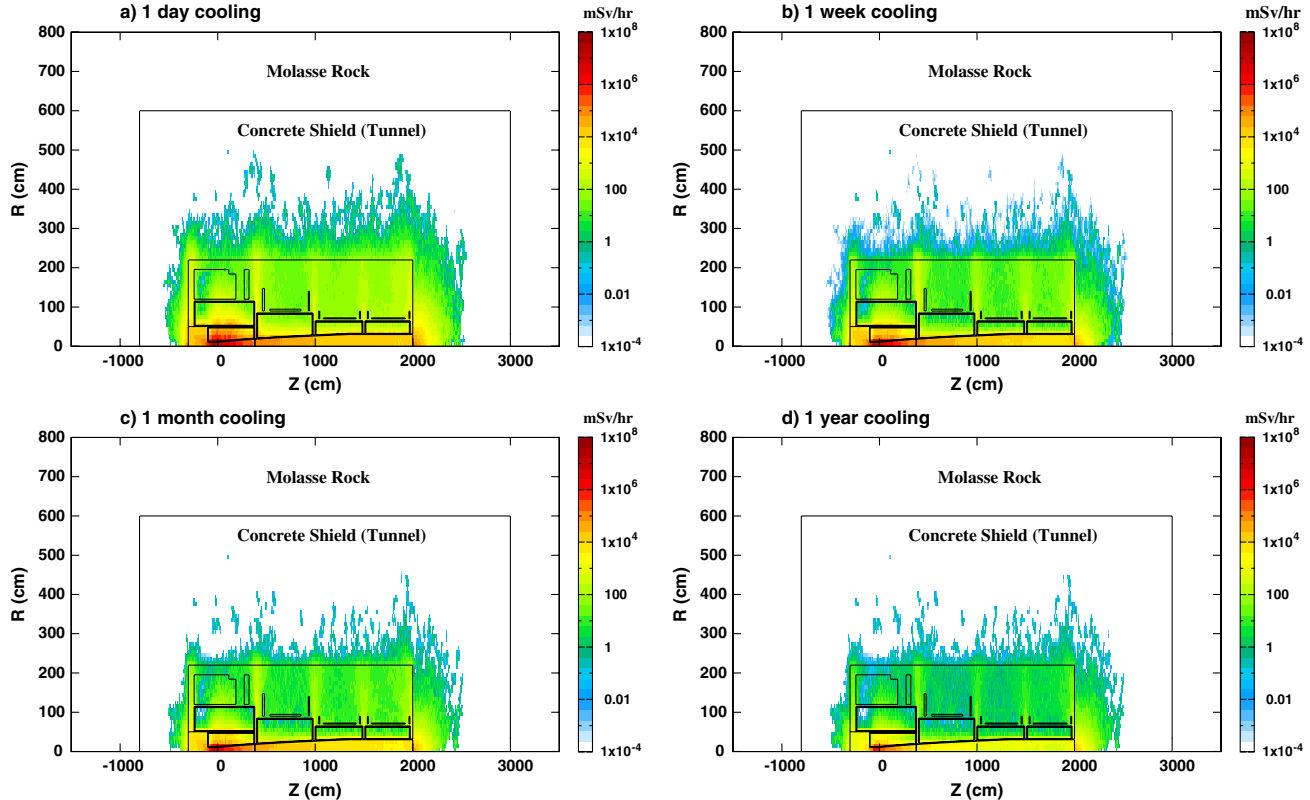 a) 1 day cooling
mSv/hr
800
700
600
500
400
300
200
100
0
R (cm)
Molasse Rock
Concrete Shield (Tunnel)
-1000
0
1000
2000
3000
Z (cm)
1x10^8
1x10^6
1x10^4
100
1
0.01
1x10^-4
b) 1 week cooling
mSv/hr
800
700
600
500
400
300
200
100
0
R (cm)
Molasse Rock
Concrete Shield (Tunnel)
-1000
0
1000
2000
3000
Z (cm)
1x10^8
1x10^6
1x10^4
100
1
0.01
1x10^-4
c) 1 month cooling
mSv/hr
800
700
600
500
400
300
200
100
0
R (cm)
Molasse Rock
Concrete Shield (Tunnel)
-1000
0
1000
2000
3000
Z (cm)
1x10^8
1x10^6
1x10^4
100
1
0.01
1x10^-4
d) 1 year cooling
mSv/hr
800
700
600
500
400
300
200
100
0
R (cm)
Molasse Rock
Concrete Shield (Tunnel)
-1000
0
1000
2000
3000
Z (cm)
1x10^8
1x10^6
1x10^4
100
1
0.01
1x10^-4